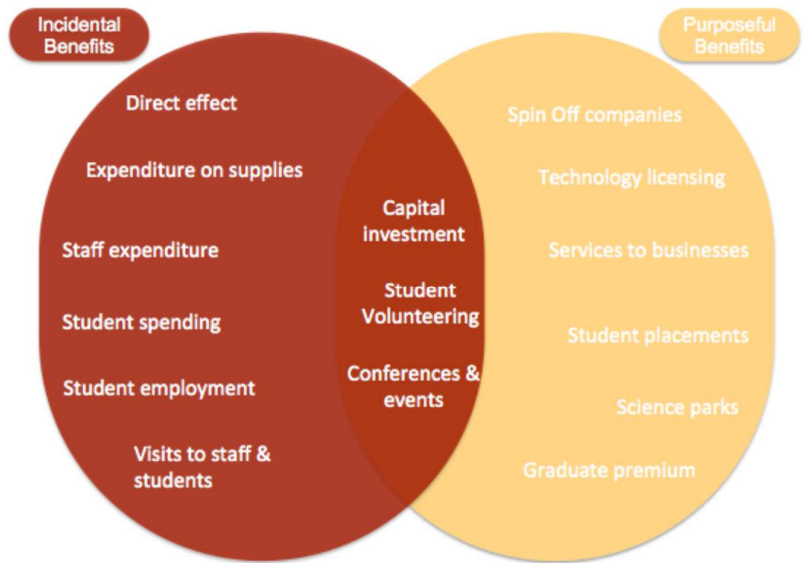 Incidental
Benefits
Purposeful
Benefits
Direct effect
Expenditure on supplies
Staff expenditure
Student spending
Student employment
Visits to staff &
students
Capital
investment
Student
Volunteering
Conferences &
events
Spin Off companies
Technology licensing
Services to businesses
Student placements
Science parks
Graduate premium